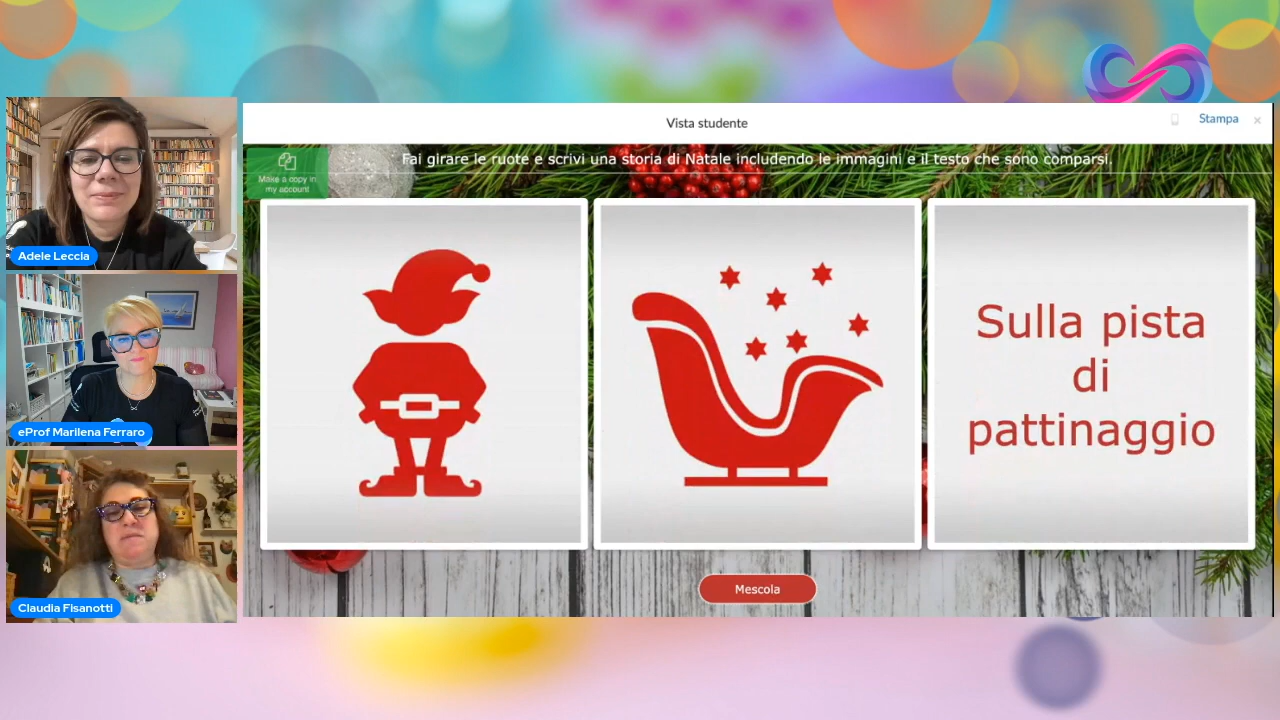 Vista studente
Stampa
Make a copy in
my account
Fai girare le ruote e scrivi una storia di Natale includendo le immagini e il testo che sono comparsi.
Sulla pista
di
pattinaggio
Mescola
Adele Leccia
eProf Marilena Ferraro
Claudia Fisanotti